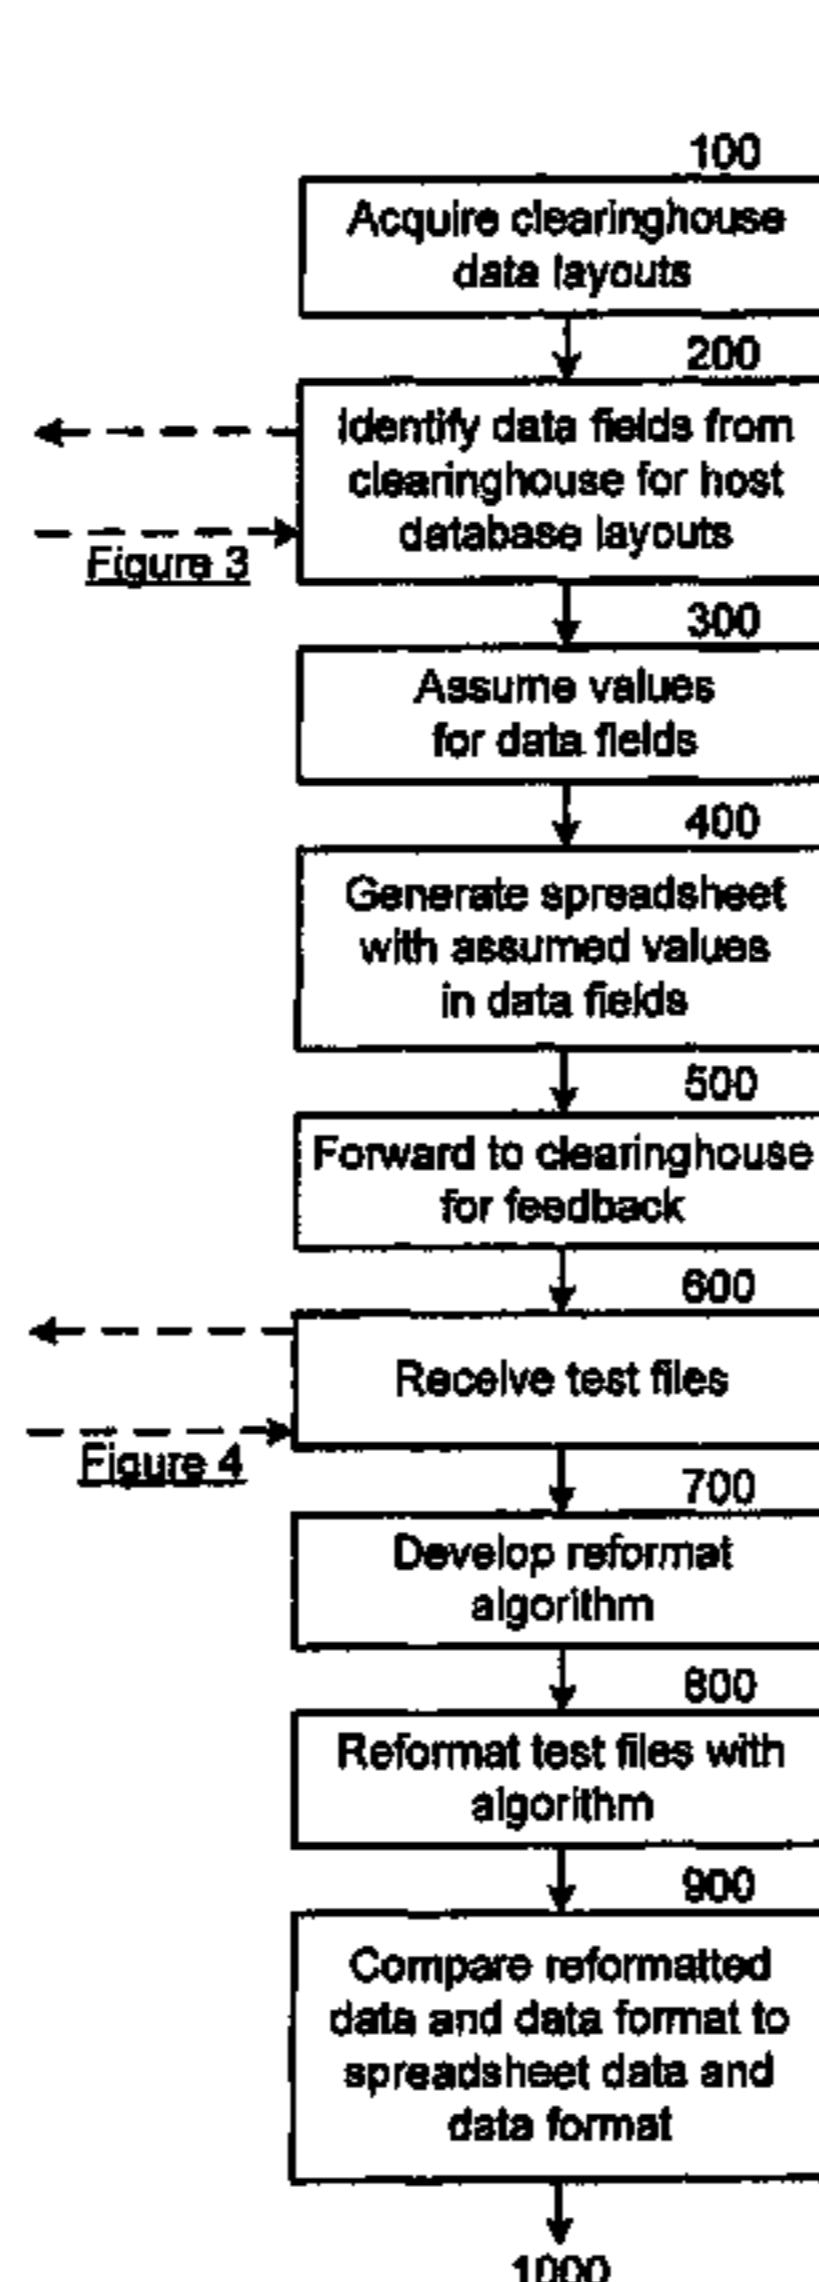 100
Acquire clearinghouse
data layouts
200
Identify data fields from
clearinghouse for host
database layouts
Figure 3
300
Assume values
for data fields
400
Generate spreadsheet
with assumed values
in data fields
500
Forward to clearinghouse
for feedback
600
Receive test files
Figure 4
700
Develop reformat
algorithm
800
Reformat test files with
algorithm
900
Compare reformatted
data and data format to
spreadsheet data and
data format
1000